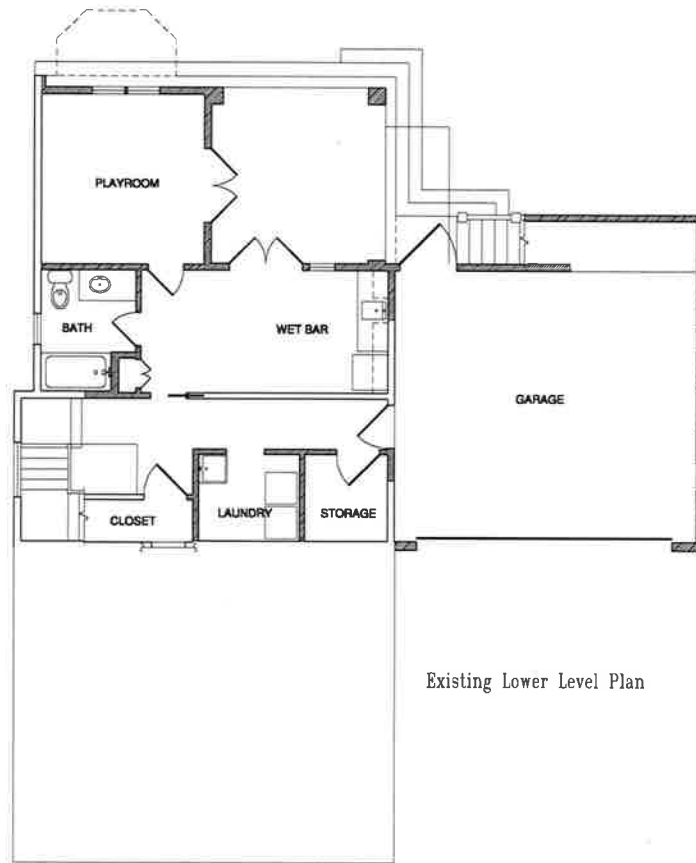 PLAYROOM
BATH
WET BAR
GARAGE
CLOSET
LAUNDRY
STORAGE
Existing Lower Level Plan